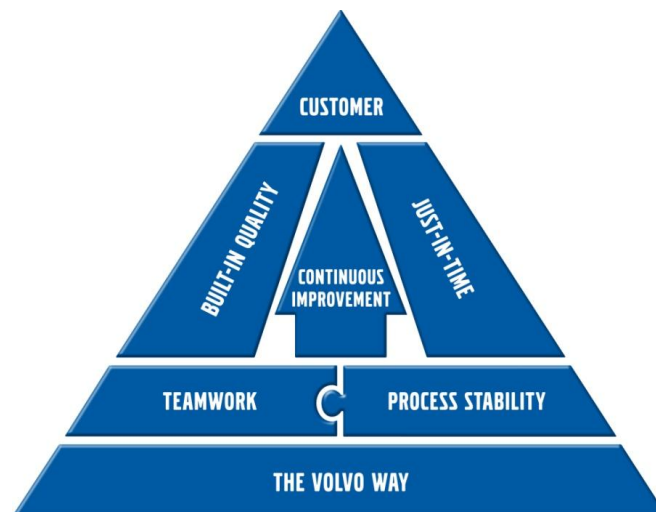 CUSTOMER
BUILT-IN QUALITY
CONTINUOUS
IMPROVEMENT
JUST-IN-TIME
TEAMWORK
PROCESS STABILITY
THE VOLVO WAY